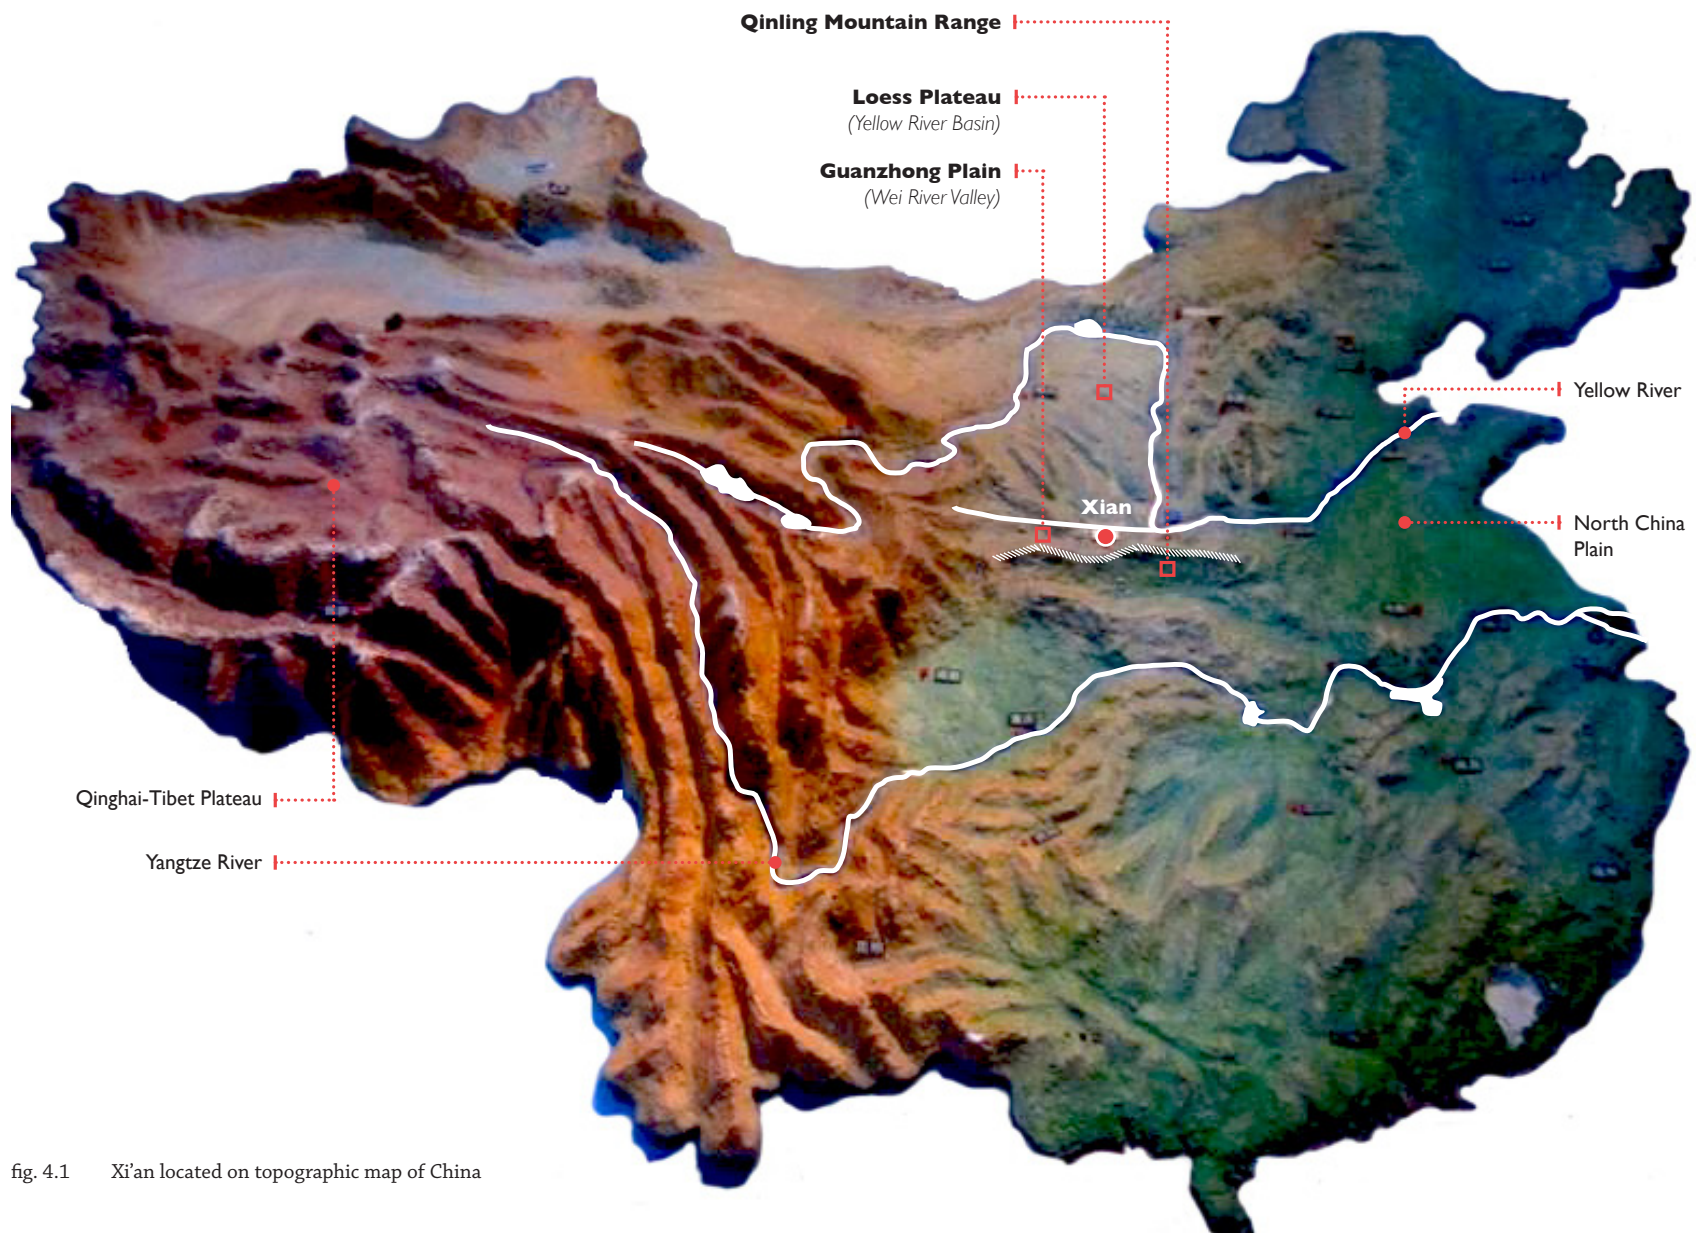 Qinling Mountain Range
Loess Plateau
(Yellow River Basin)
Guanzhong Plain
(Wei River Valley)
Yellow River
Xian
North China
Plain
Qinghai-Tibet Plateau
Yangtze River
fig. 4.1 Xi’an located on topographic map of China